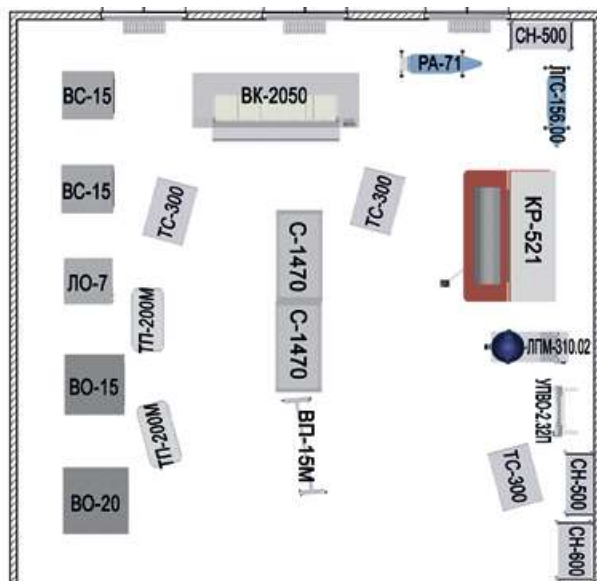 СН-500
РА-71
ЛГС-156.00
ВК-2050
ВС-15
ВС-15
ТС-300
ТС-300
КР-521
С-1470
ЛО-7
ТП-200М
С-1470
ЛПМ-310.02
ВО-15
УПВО-2.32П
ТП-200М
ВП-15М
ТС-300
СН-500
ВО-20
СН-600